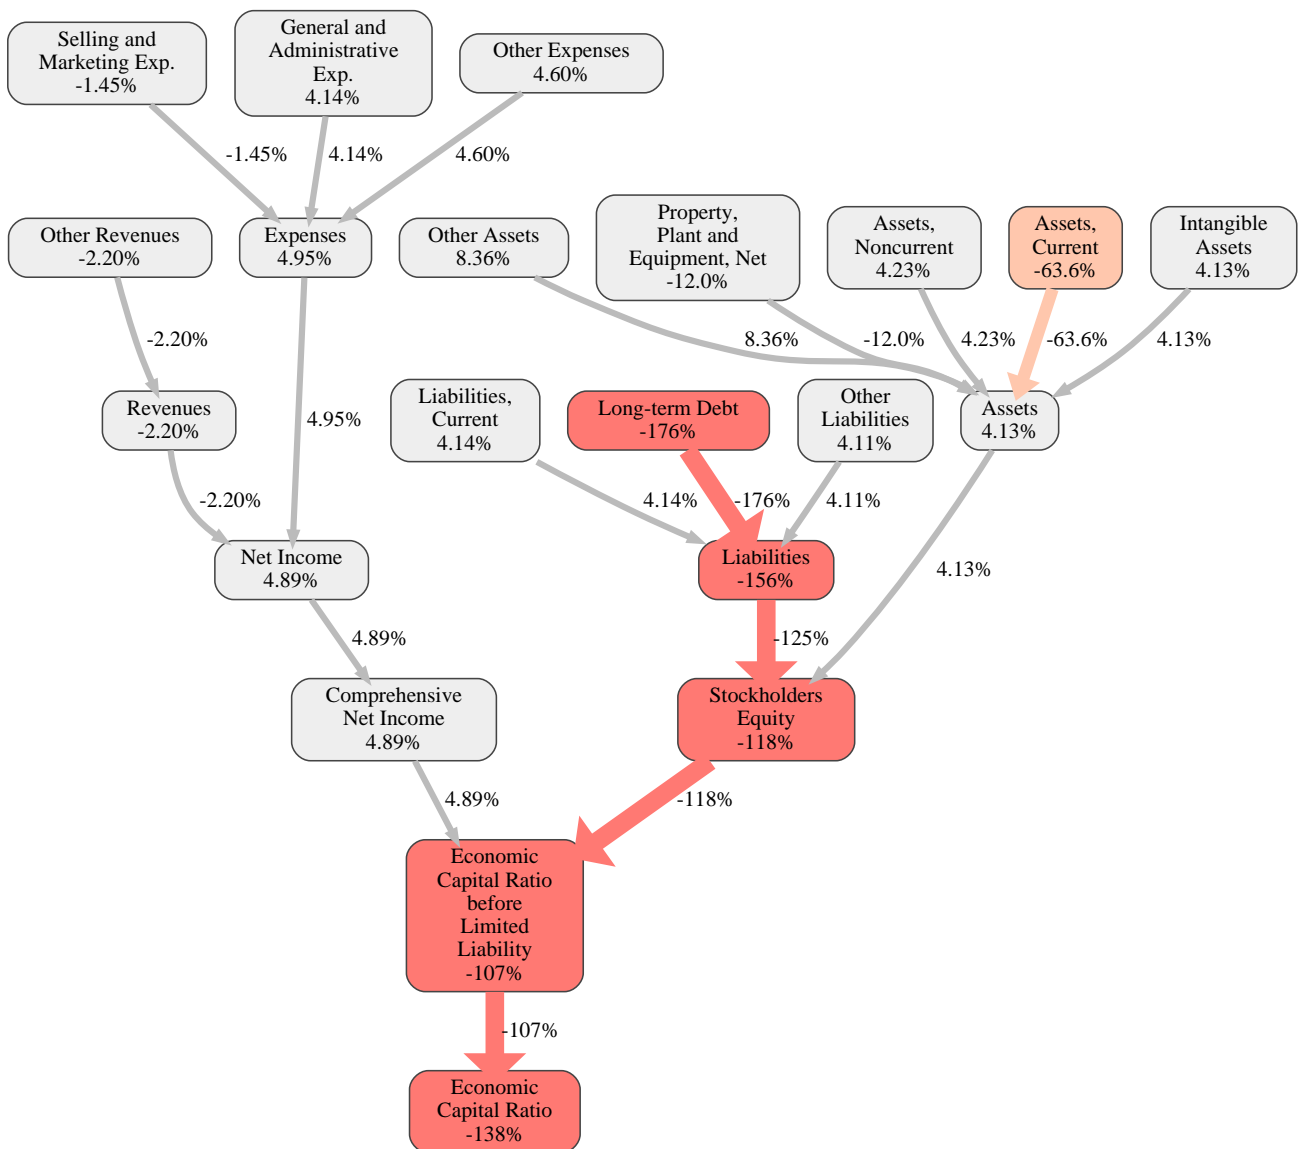 Selling and
Marketing Exp.
-1.45%
General and
Administrative
Exp.
4.14%
Other Expenses
4.60%
-1.45%
4.14%
4.60%
Other Revenues
-2.20%
Expenses
4.95%
Other Assets
8.36%
Property,
Plant and
Equipment, Net
-12.0%
Assets,
Noncurrent
4.23%
Assets,
Current
-63.6%
Intangible
Assets
4.13%
-2.20%
8.36%
-12.0%
4.23%
-63.6%
4.13%
Revenues
-2.20%
4.95%
Liabilities,
Current
4.14%
Long-term Debt
-176%
Other
Liabilities
4.11%
Assets
4.13%
-2.20%
4.14%
-176%
4.11%
Net Income
4.89%
Liabilities
-156%
4.13%
4.89%
-125%
Comprehensive
Net Income
4.89%
Stockholders
Equity
-118%
4.89%
-118%
Economic
Capital Ratio
before
Limited
Liability
-107%
-107%
Economic
Capital Ratio
-138%